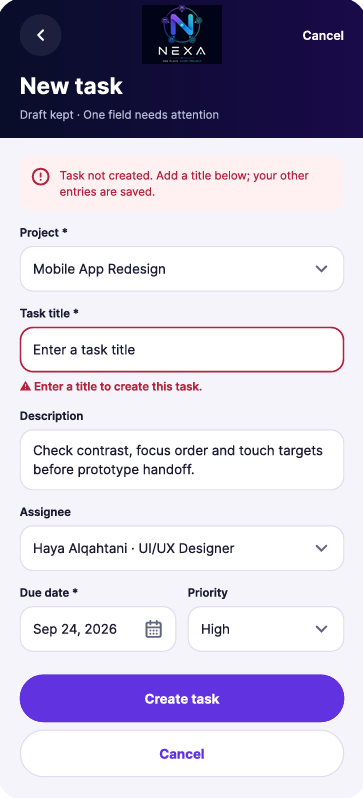 NEXA
Cancel
New task
Draft kept · One field needs attention
Task not created. Add a title below; your other
entries are saved.
Project *
Mobile App Redesign
Task title *
Enter a task title
Enter a title to create this task.
Description
Check contrast, focus order and touch targets
before prototype handoff.
Assignee
Haya Alqahtani · UI/UX Designer
Due date *
Priority
Sep 24, 2026
High
Create task
Cancel